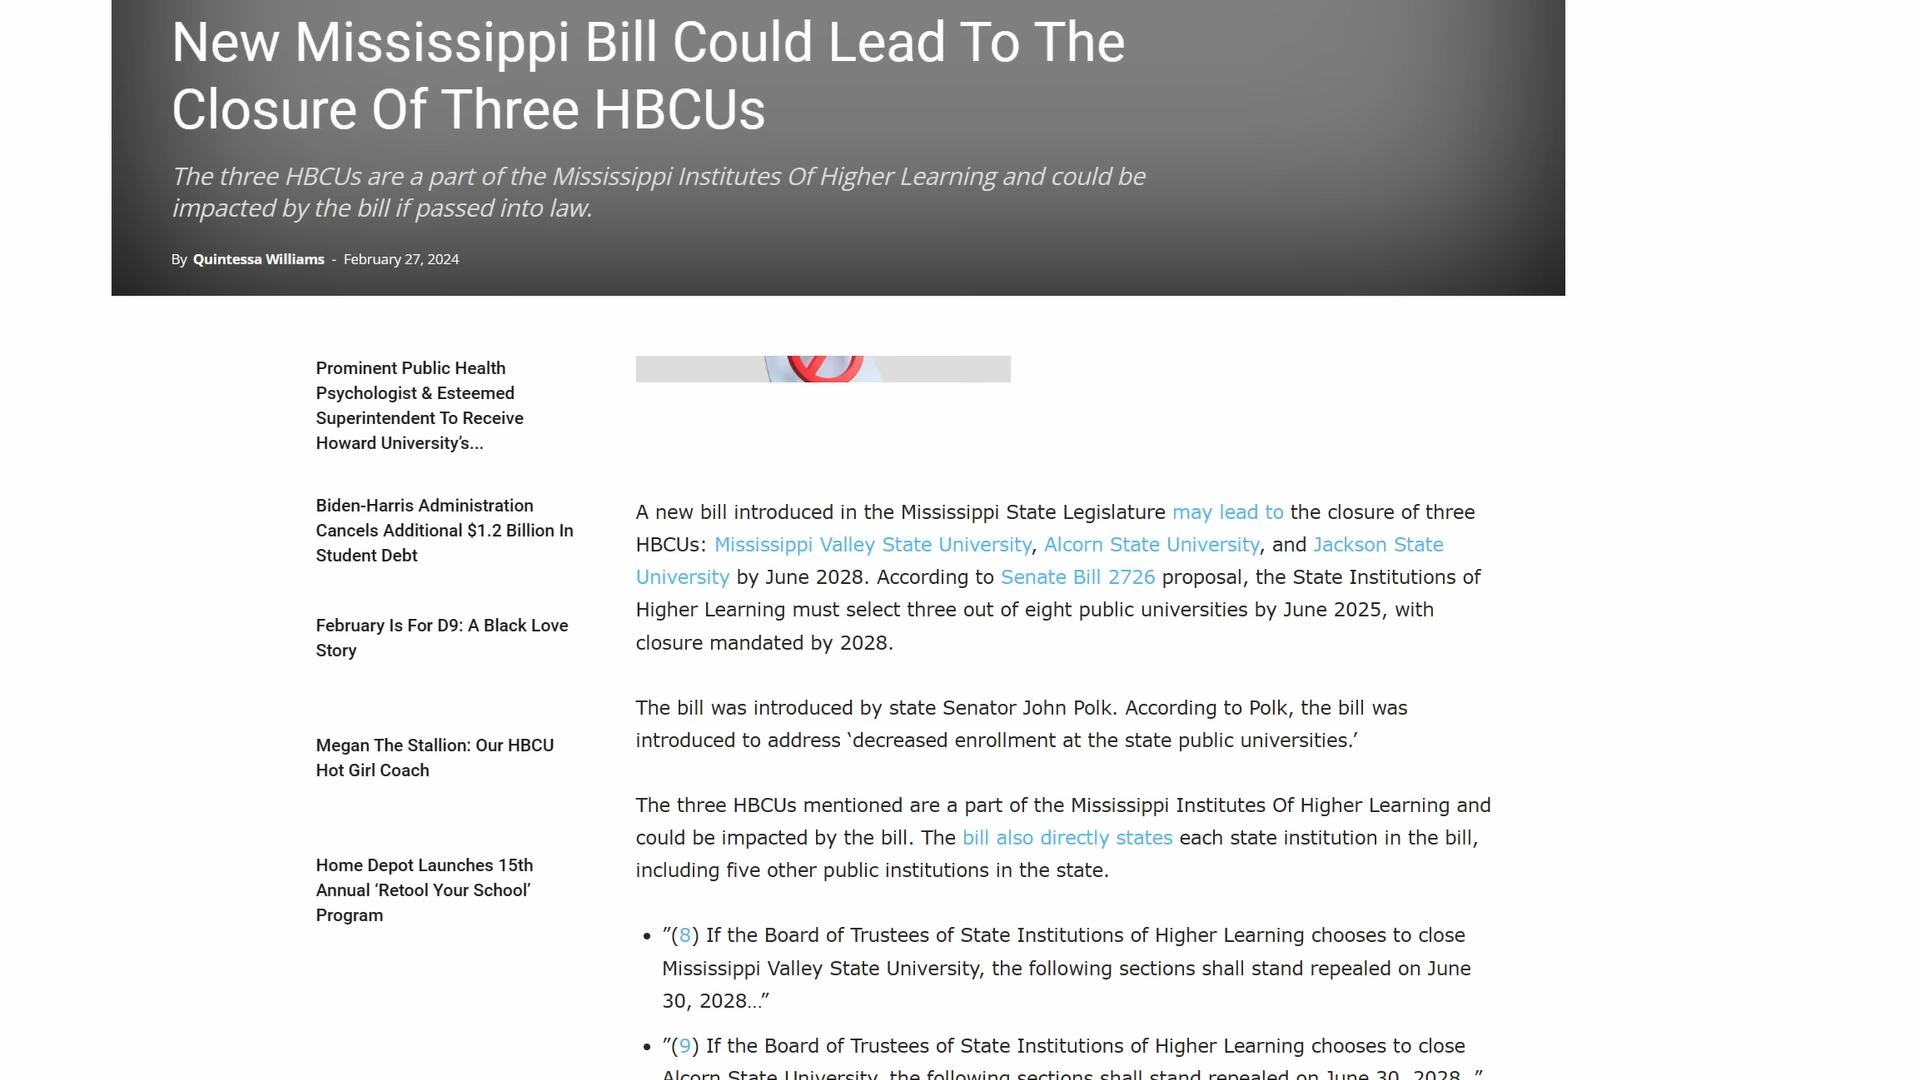 New Mississippi Bill Could Lead To The
Closure Of Three HBCUs
The three HBCUs are a part of the Mississippi Institutes Of Higher Learning and could be
impacted by the bill if passed into law.
By Quintessa Williams - February 27, 2024
Prominent Public Health
Psychologist & Esteemed
Superintendent To Receive
Howard University's...
Biden-Harris Administration
Cancels Additional $1.2 Billion In
Student Debt
February Is For D9: A Black Love
Story
Megan The Stallion: Our HBCU
Hot Girl Coach
Home Depot Launches 15th
Annual ‘Retool Your School’
Program
A new bill introduced in the Mississippi State Legislature may lead to the closure of three
HBCUs: Mississippi Valley State University, Alcorn State University, and Jackson State
University by June 2028. According to Senate Bill 2726 proposal, the State Institutions of
Higher Learning must select three out of eight public universities by June 2025, with
closure mandated by 2028.
The bill was introduced by state Senator John Polk. According to Polk, the bill was
introduced to address ‘decreased enrollment at the state public universities.’
The three HBCUs mentioned are a part of the Mississippi Institutes Of Higher Learning and
could be impacted by the bill. The bill also directly states each state institution in the bill,
including five other public institutions in the state.
• ”(8) If the Board of Trustees of State Institutions of Higher Learning chooses to close
Mississippi Valley State University, the following sections shall stand repealed on June
30, 2028…”
• ”(9) If the Board of Trustees of State Institutions of Higher Learning chooses to close
Alcorn State University, the following sections shall stand repealed on June 30, 2028…”